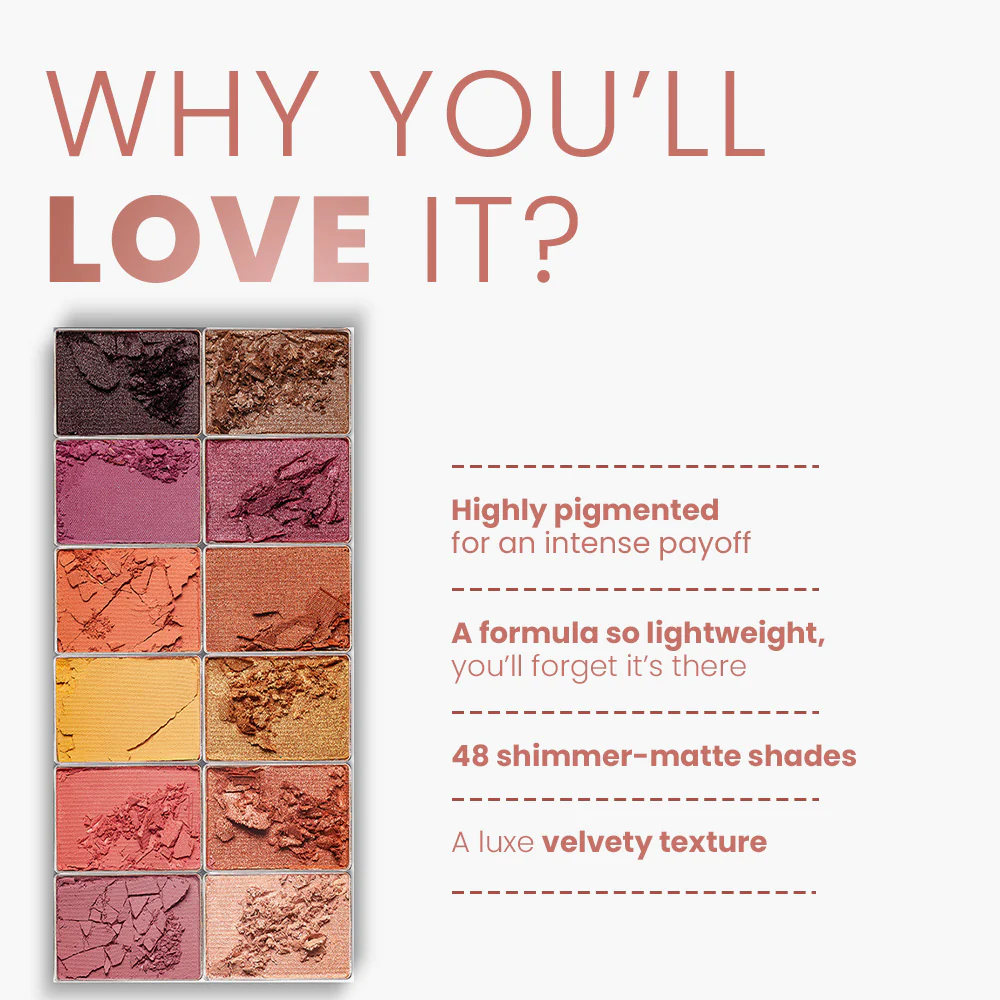 WHY YOU’LL
LOVE IT?
Highly pigmented
for an intense payoff
A formula so lightweight,
you’ll forget it’s there
48 shimmer-matte shades
A luxe velvety texture